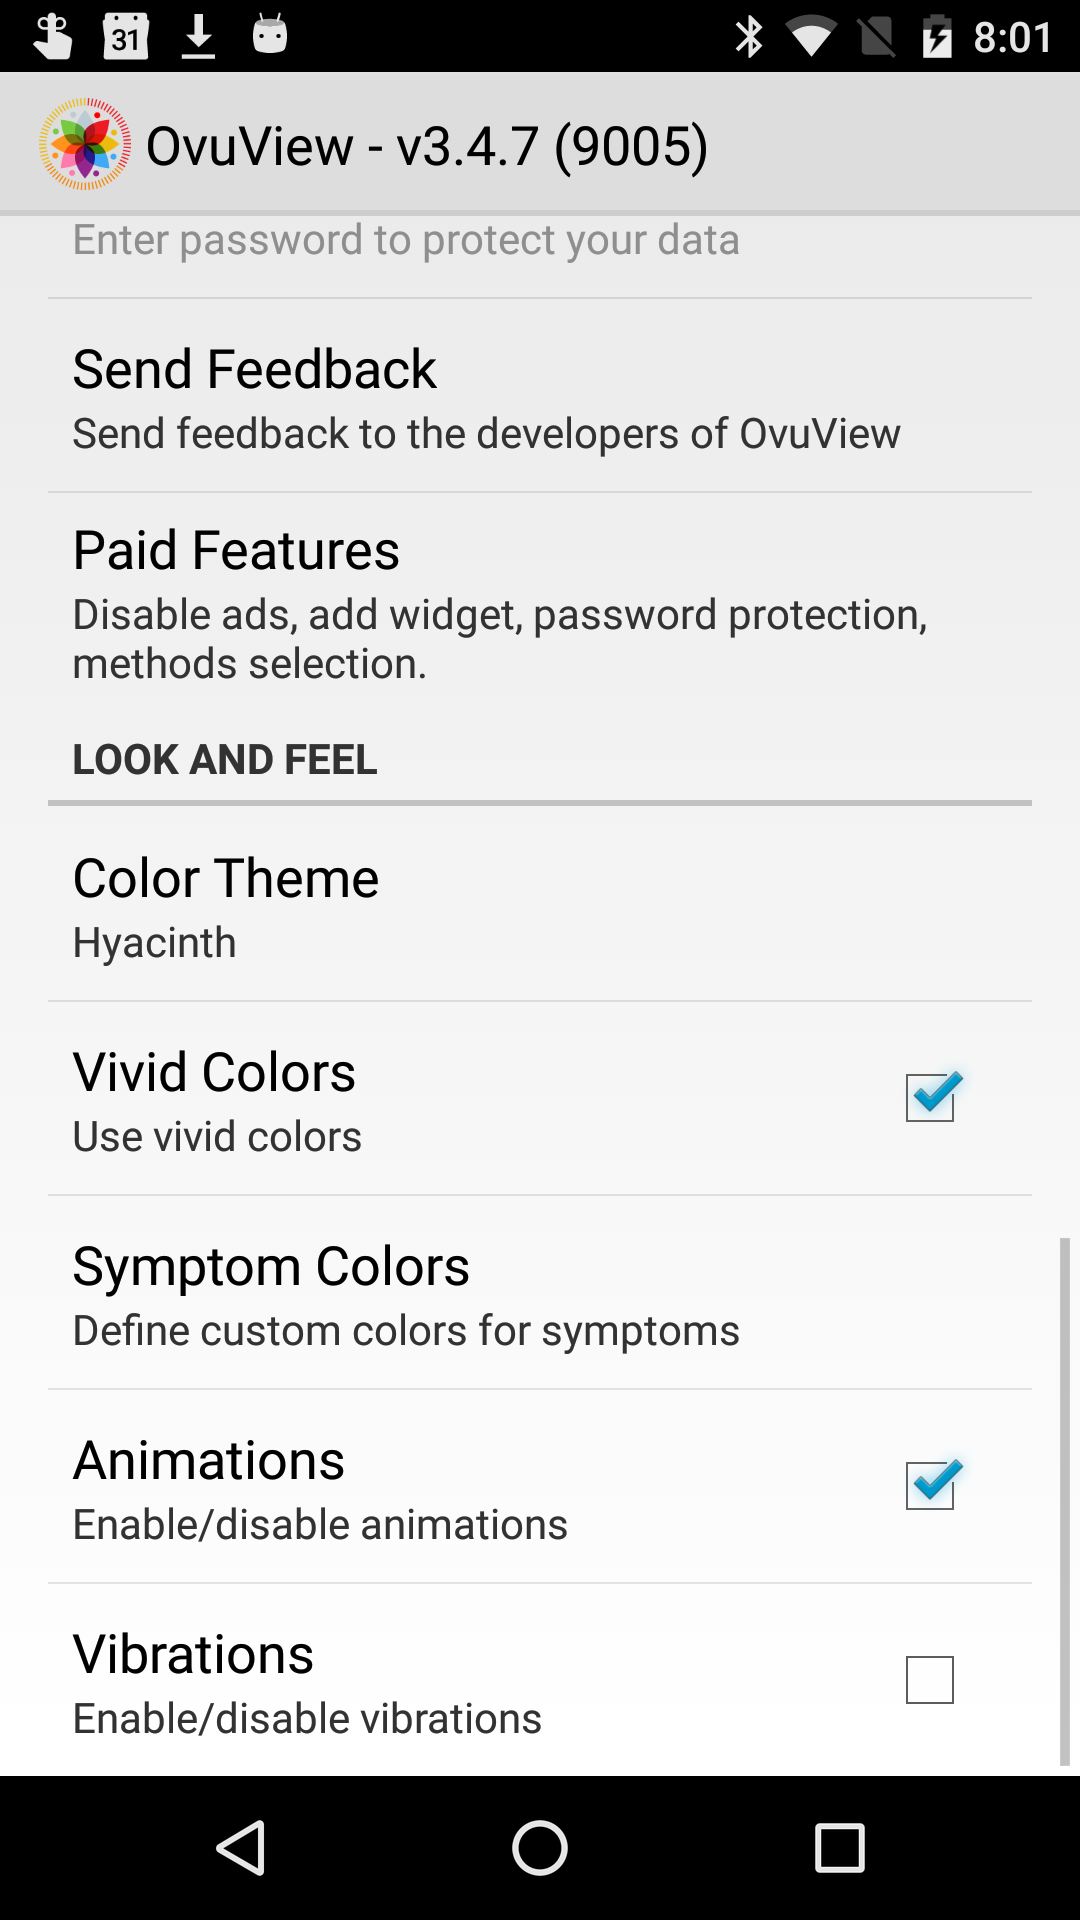 31
8:01
OvuView - v3.4.7 (9005)
Enter password to protect your data
Send Feedback
Send feedback to the developers of OvuView
Paid Features
Disable ads, add widget, password protection,
methods selection.
LOOK AND FEEL
Color Theme
Hyacinth
Vivid Colors
Use vivid colors
Symptom Colors
Define custom colors for symptoms
Animations
Enable/disable animations
Vibrations
Enable/disable vibrations